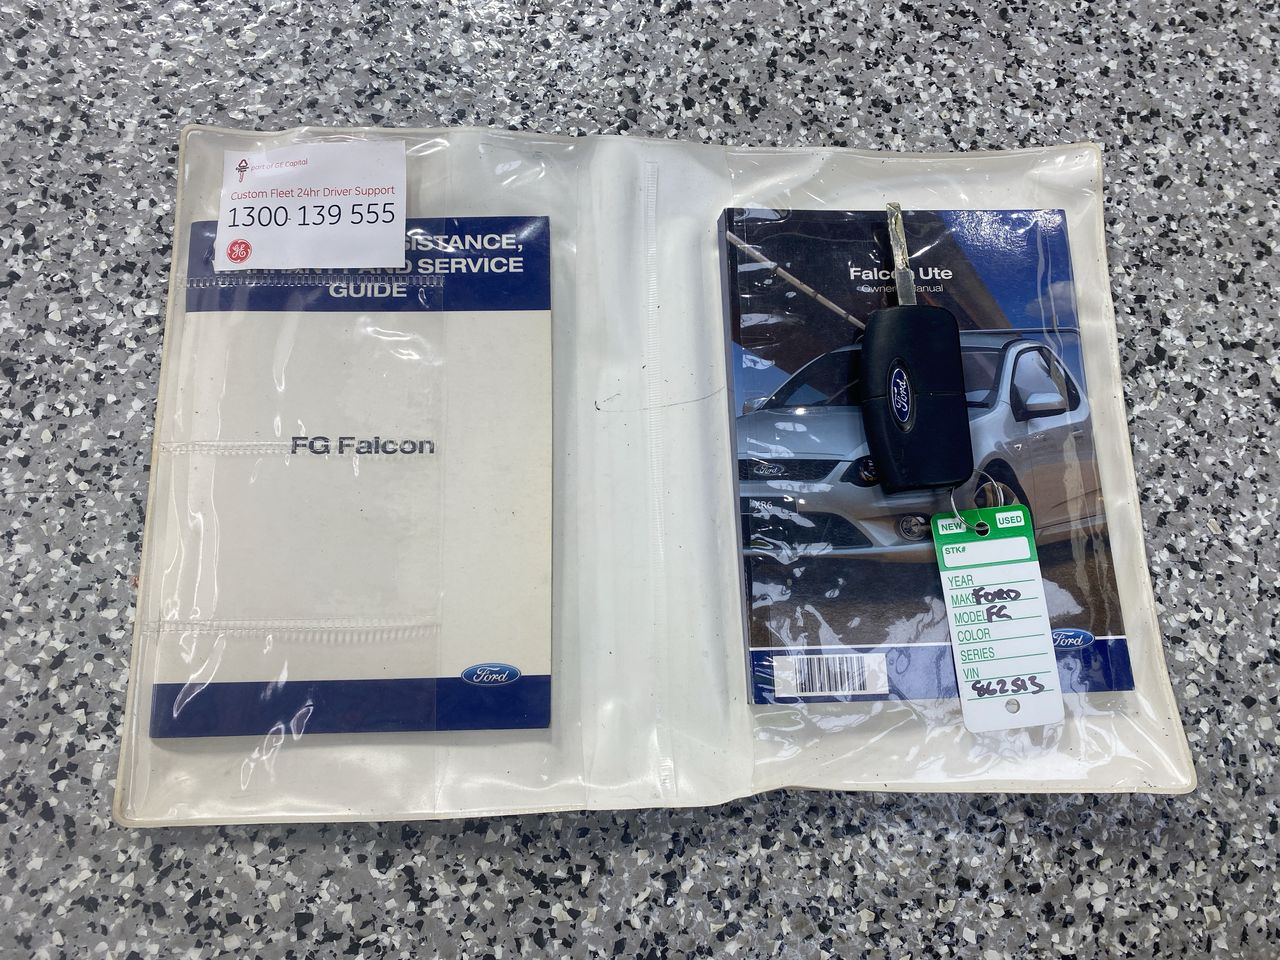 part of GE Capital
Custom Fleet 24hr Driver Support
1300 139 555
GE
SISTANCE,
AND SERVICE
GUIDE
FG Falcon
Ford
Falcon Ute
Owner Manual
Ford
Ford
XR6
NEW USED
STK#
YEAR
MAKE FORD
MODEL FG
COLOR
SERIES
VIN
862513
Ford